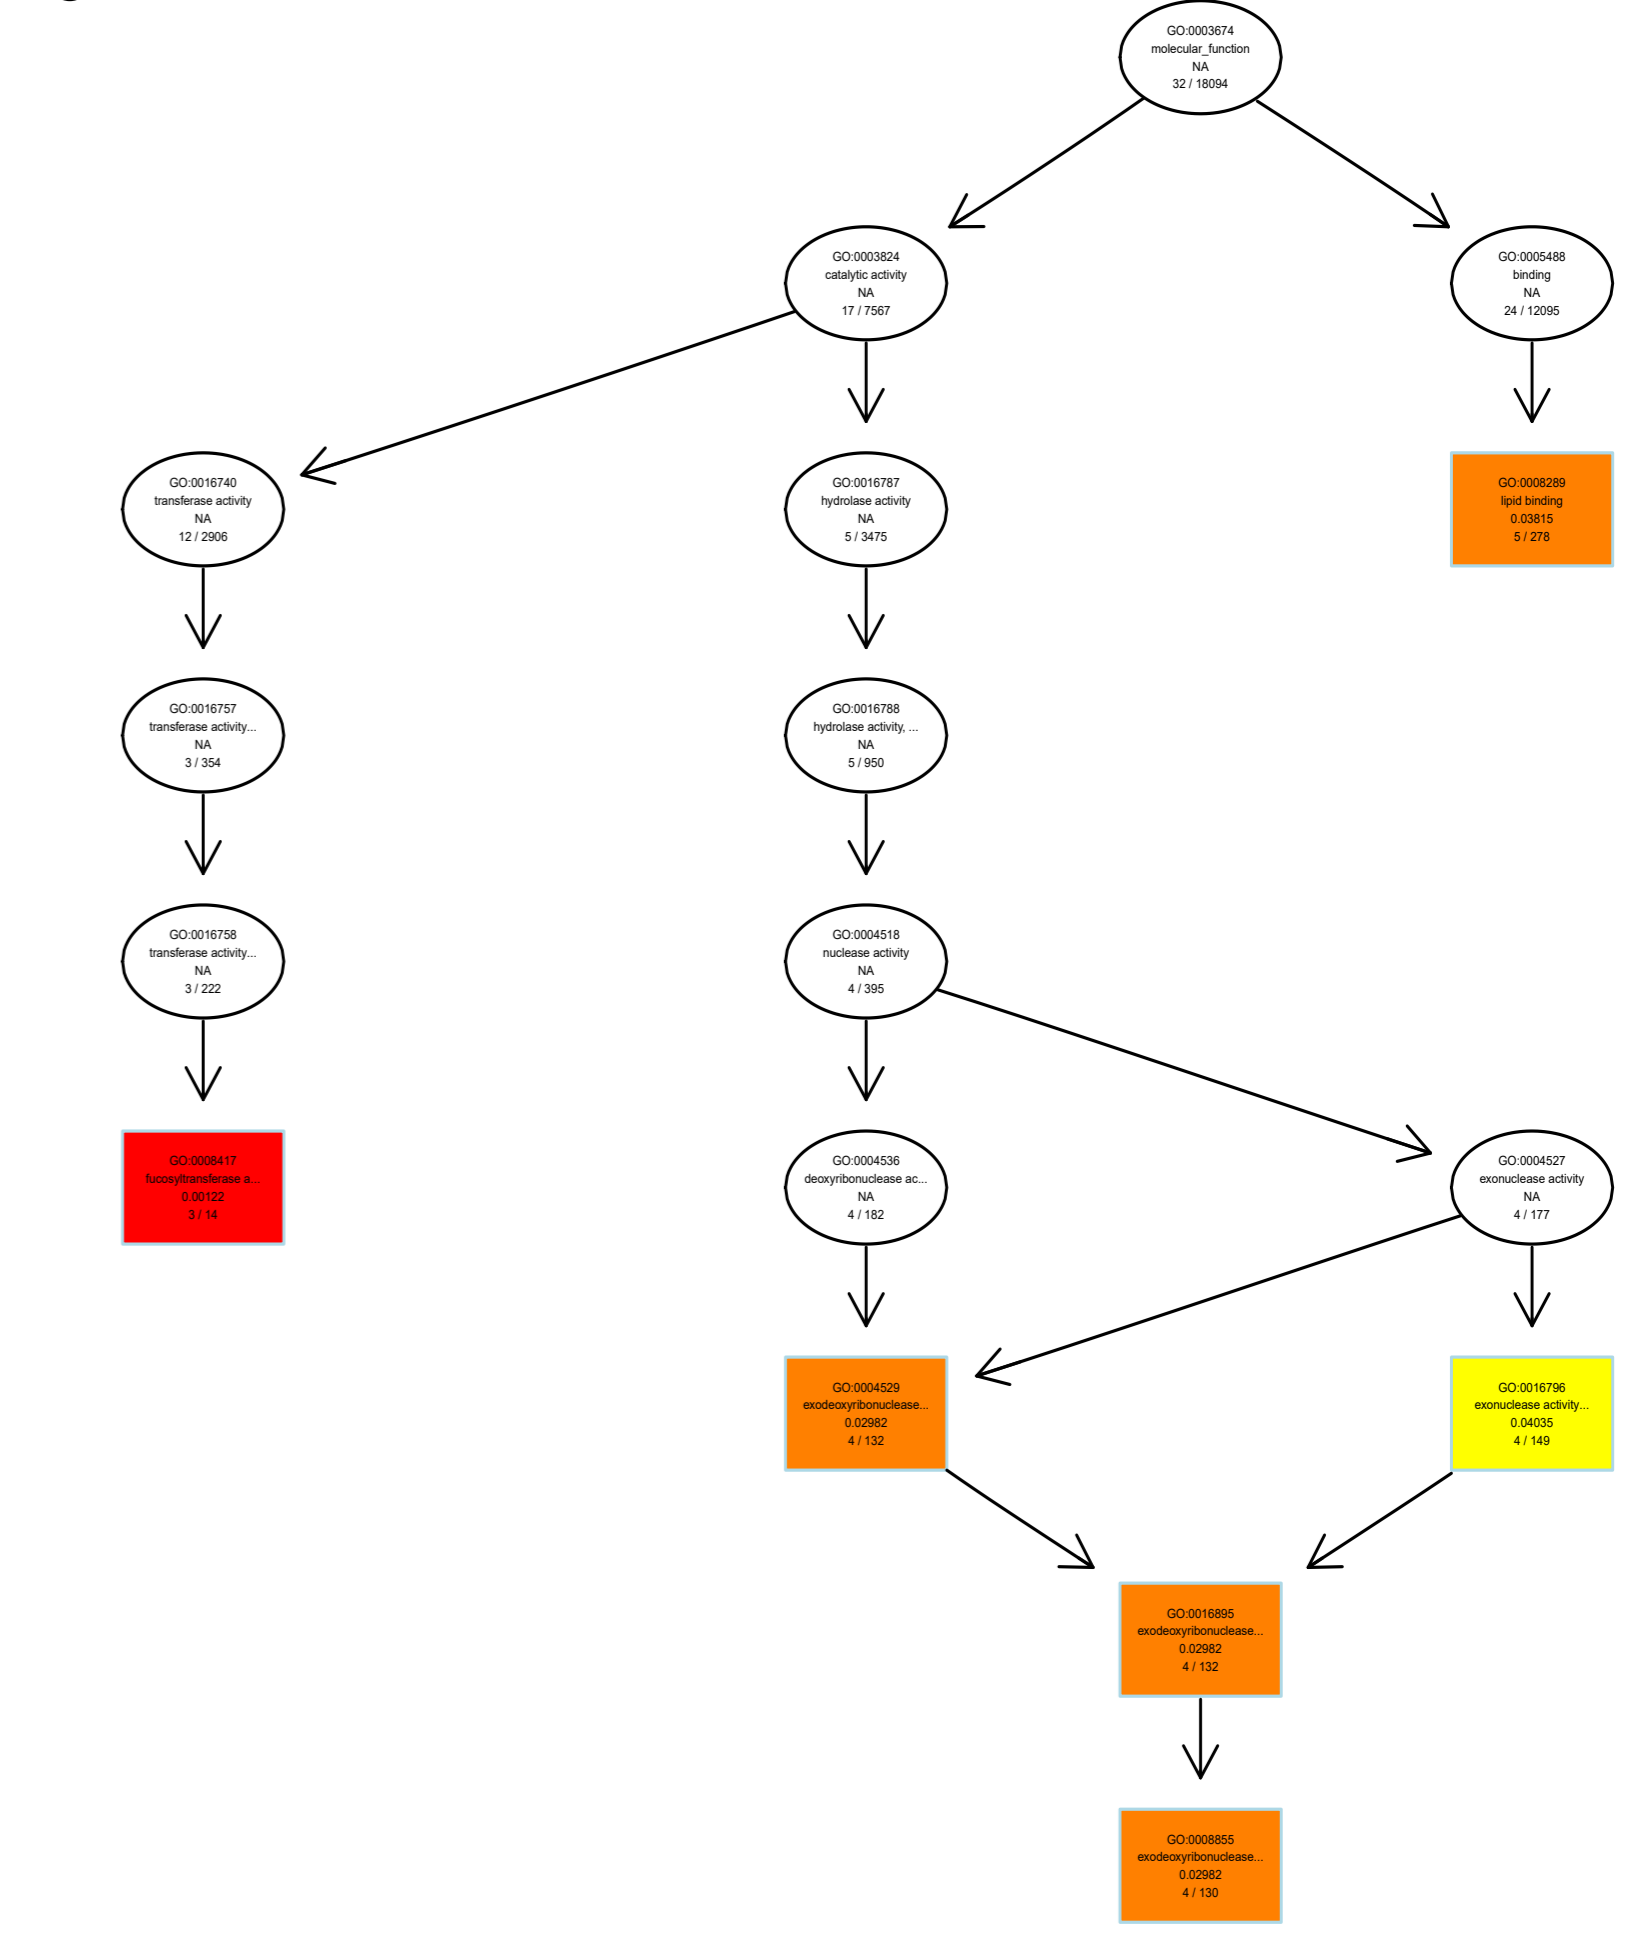 GO:0003674
molecular_function
NA
32 / 18094
GO:0003824
catalytic activity
NA
17 / 7567
GO:0005488
binding
NA
24 / 12095
GO:0016740
transferase activity
NA
12 / 2906
GO:0016787
hydrolase activity
NA
5 / 3475
GO:0008289
lipid binding
0.03815
5 / 278
GO:0016757
transferase activity...
NA
3 / 354
GO:0016788
hydrolase activity, ...
NA
5 / 950
GO:0016758
transferase activity...
NA
3 / 222
GO:0004518
nuclease activity
NA
4 / 395
GO:0008417
fucosyltransferase a...
0.00122
3 / 14
GO:0004536
deoxyribonuclease ac...
NA
4 / 182
GO:0004527
exonuclease activity
NA
4 / 177
GO:0004529
exodeoxyribonuclease...
0.02982
4 / 132
GO:0016796
exonuclease activity...
0.04035
4 / 149
GO:0016895
exodeoxyribonuclease...
0.02982
4 / 132
GO:0008855
exodeoxyribonuclease...
0.02982
4 / 130